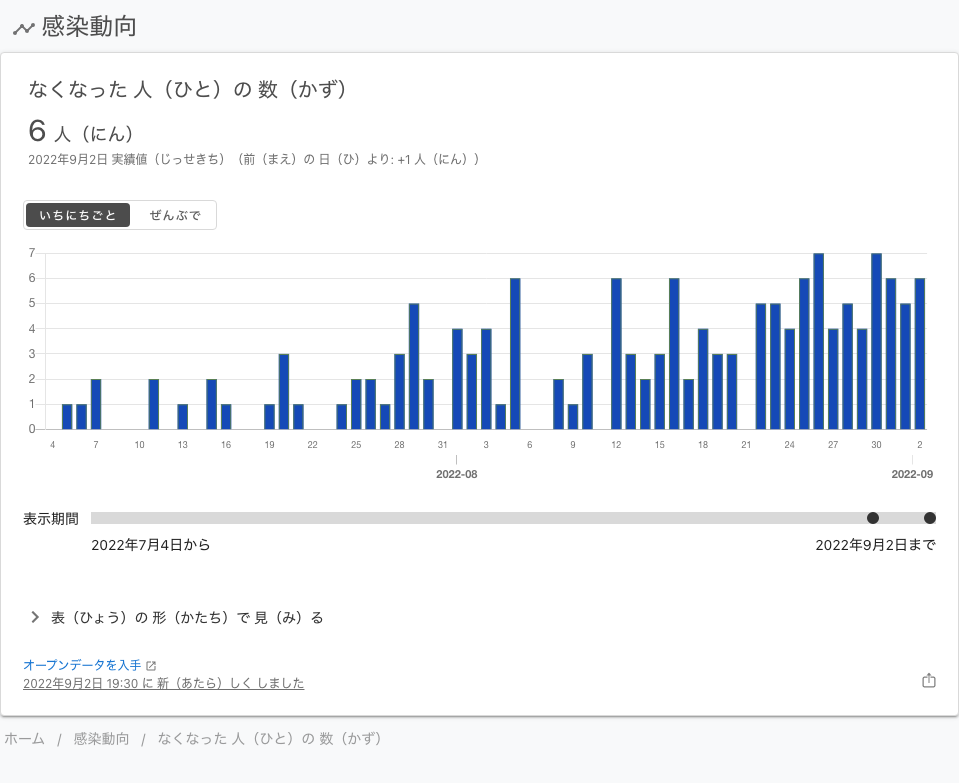 感染動向
なくなった 人（ひと）の 数（かず）
6 人（にん）
2022年9月2日 実績値（じっせきち）（前（まえ）の 日（ひ）より: +1 人（にん））
いちにちごと ぜんぶで
7
6
5
4
3
2
1
0
4 7 10 13 16 19 22 25 28 31 3 6 9 12 15 18 21 24 27 30 2
2022-08 2022-09
表示期間
2022年7月4日から 2022年9月2日まで
表（ひょう）の 形（かたち）で 見（み）る
オープンデータを入手
2022年9月2日 19:30 に 新（あたら）しく しました
ホーム / 感染動向 / なくなった 人（ひと）の 数（かず）